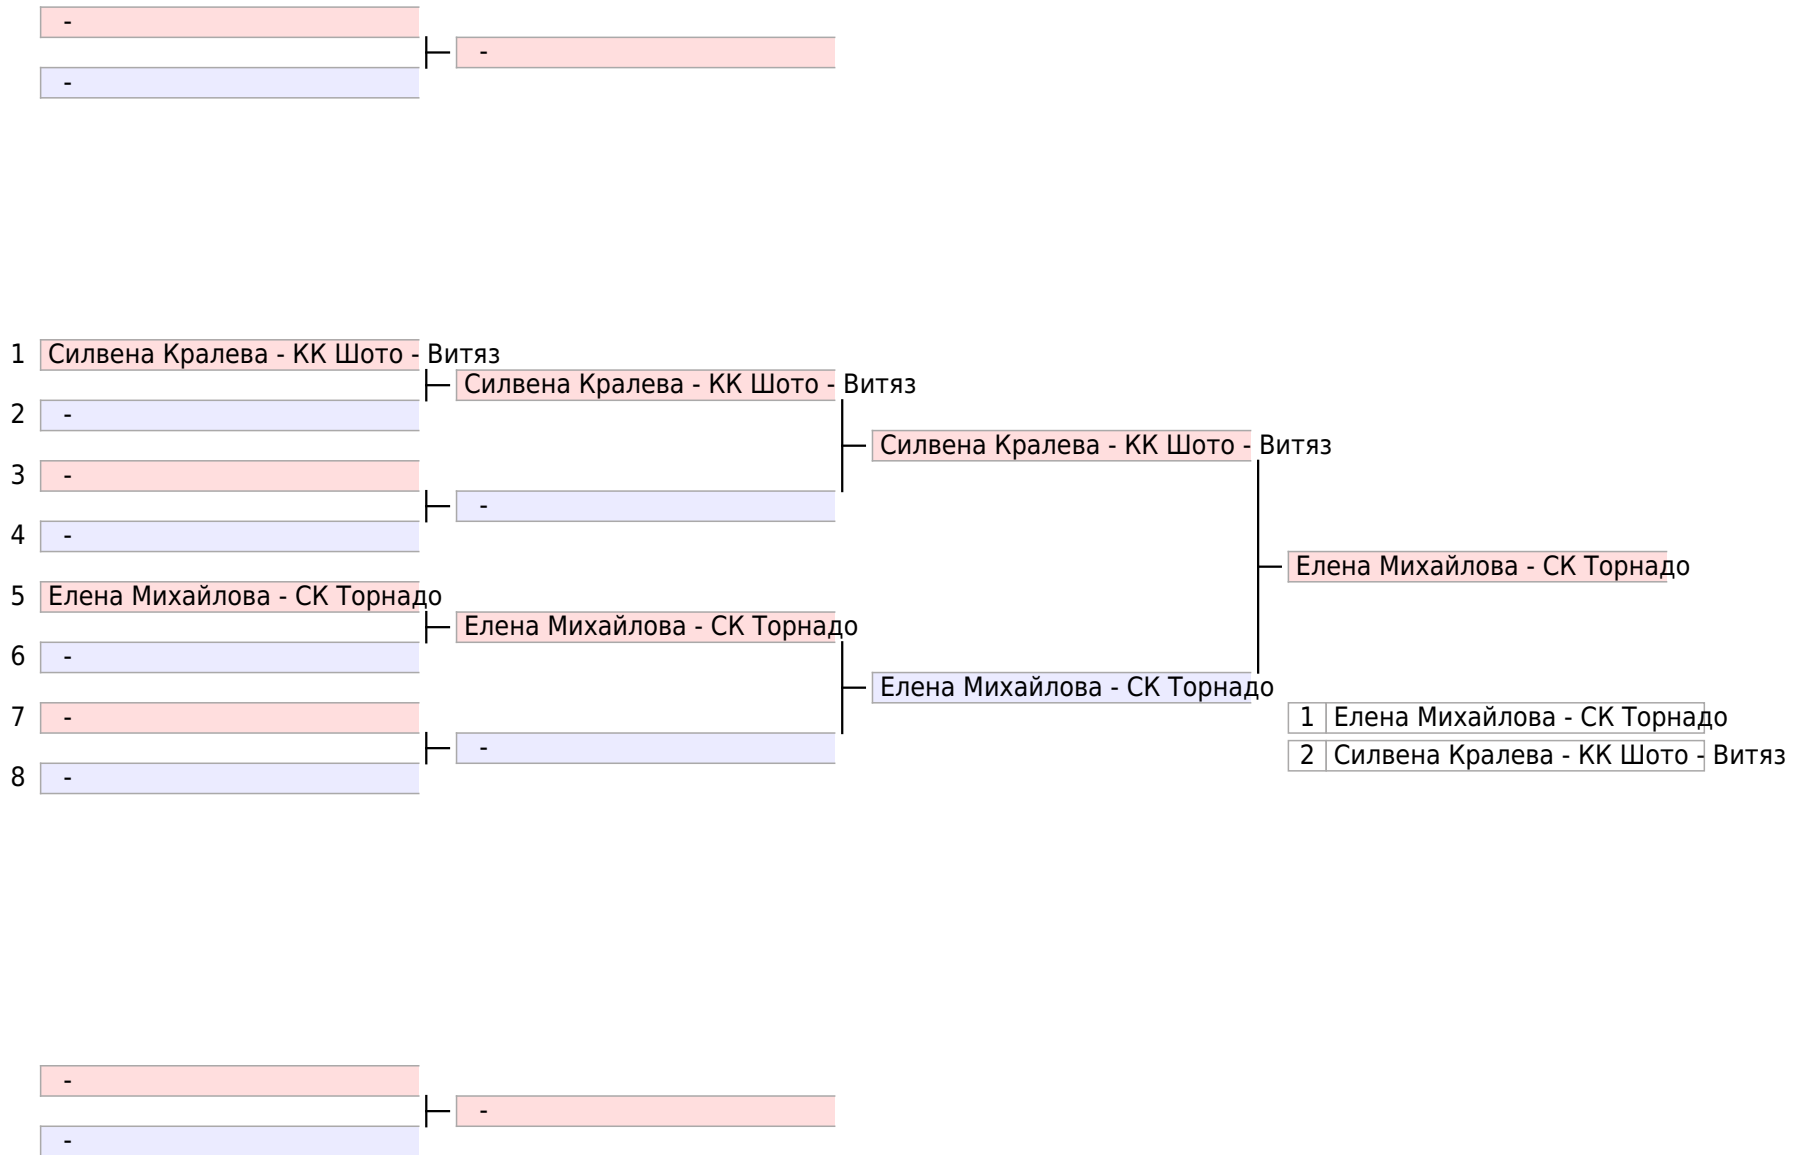 -
-
-
1 Силвена Кралева - КК Шото - Витяз
Силвена Кралева - КК Шото - Витяз
2 -
Силвена Кралева - КК Шото - Витяз
3 -
-
4 -
Елена Михайлова - СК Торнадо
5 Елена Михайлова - СК Торнадо
Елена Михайлова - СК Торнадо
6 -
Елена Михайлова - СК Торнадо
7 -
1 Елена Михайлова - СК Торнадо
-
2 Силвена Кралева - КК Шото - Витяз
8 -
-
-
-